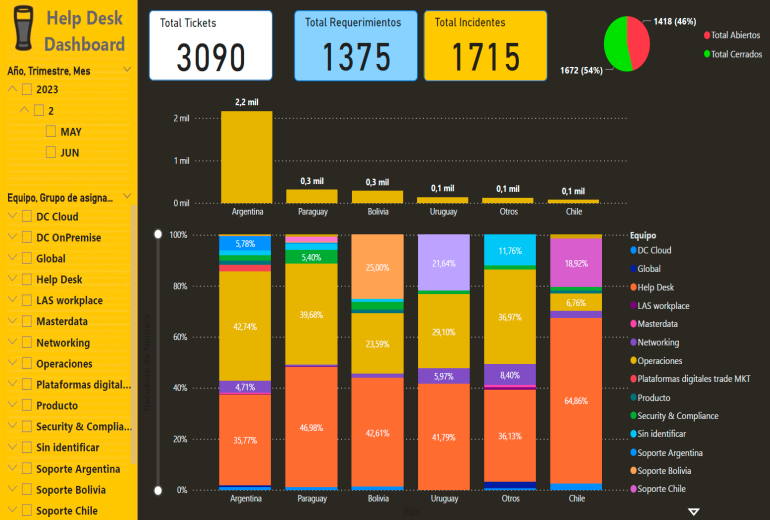 Help Desk
Dashboard
Año, Trimestre, Mes
2023
2
MAY
JUN
Equipo, Grupo de asigna...
DC Cloud
DC OnPremise
Global
Help Desk
LAS workplace
Masterdata
Networking
Operaciones
Plataformas digital...
Producto
Security & Complia...
Sin identificar
Soporte Argentina
Soporte Bolivia
Soporte Chile
Total Tickets
3090
Total Requerimientos
1375
Total Incidentes
1715
1418 (46%)
1672 (54%)
Total Abiertos
Total Cerrados
2 mil
1 mil
0 mil
2,2 mil
0,3 mil
0,3 mil
0,1 mil
0,1 mil
0,1 mil
Argentina
Paraguay
Bolivia
Uruguay
Otros
Chile
100%
80%
60%
40%
20%
0%
5,78%
42,74%
4,71%
35,77%
5,40%
39,68%
46,98%
25,00%
23,59%
42,61%
21,64%
29,10%
5,97%
41,79%
11,76%
36,97%
8,40%
36,13%
18,92%
6,76%
64,86%
Argentina
Paraguay
Bolivia
Uruguay
Otros
Chile
País
Equipo
DC Cloud
Global
Help Desk
LAS workplace
Masterdata
Networking
Operaciones
Plataformas digitales trade MKT
Producto
Security & Compliance
Sin identificar
Soporte Argentina
Soporte Bolivia
Soporte Chile